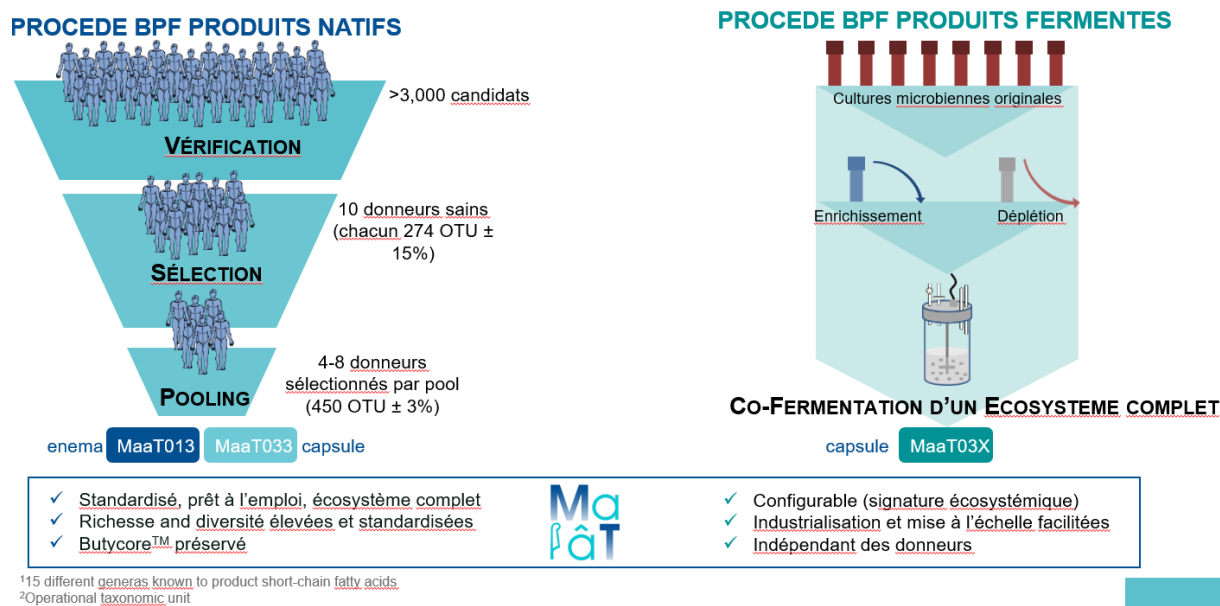 PROCEDE BPF PRODUITS NATIFS
>3,000 candidats
VÉRIFICATION
10 donneurs sains
(chacun 274 OTU ±
15%)
SÉLECTION
4-8 donneurs
sélectionnés par pool
(450 OTU ± 3%)
POOLING
enema MaaT013 MaaT033 capsule
PROCEDE BPF PRODUITS FERMENTES
Cultures microbiennes originales
Enrichissement Déplétion
CO-FERMENTATION D’UN ECOSYSTEME COMPLET
capsule MaaT03X
✓ Standardisé, prêt à l’emploi, écosystème complet
✓ Richesse and diversité élevées et standardisées
✓ Butycore™ préservé
Ma
âT
✓ Configurable (signature écosystémique)
✓ Industrialisation et mise à l’échelle facilitées
✓ Indépendant des donneurs
¹15 different generas known to product short-chain fatty acids
²Operational taxonomic unit